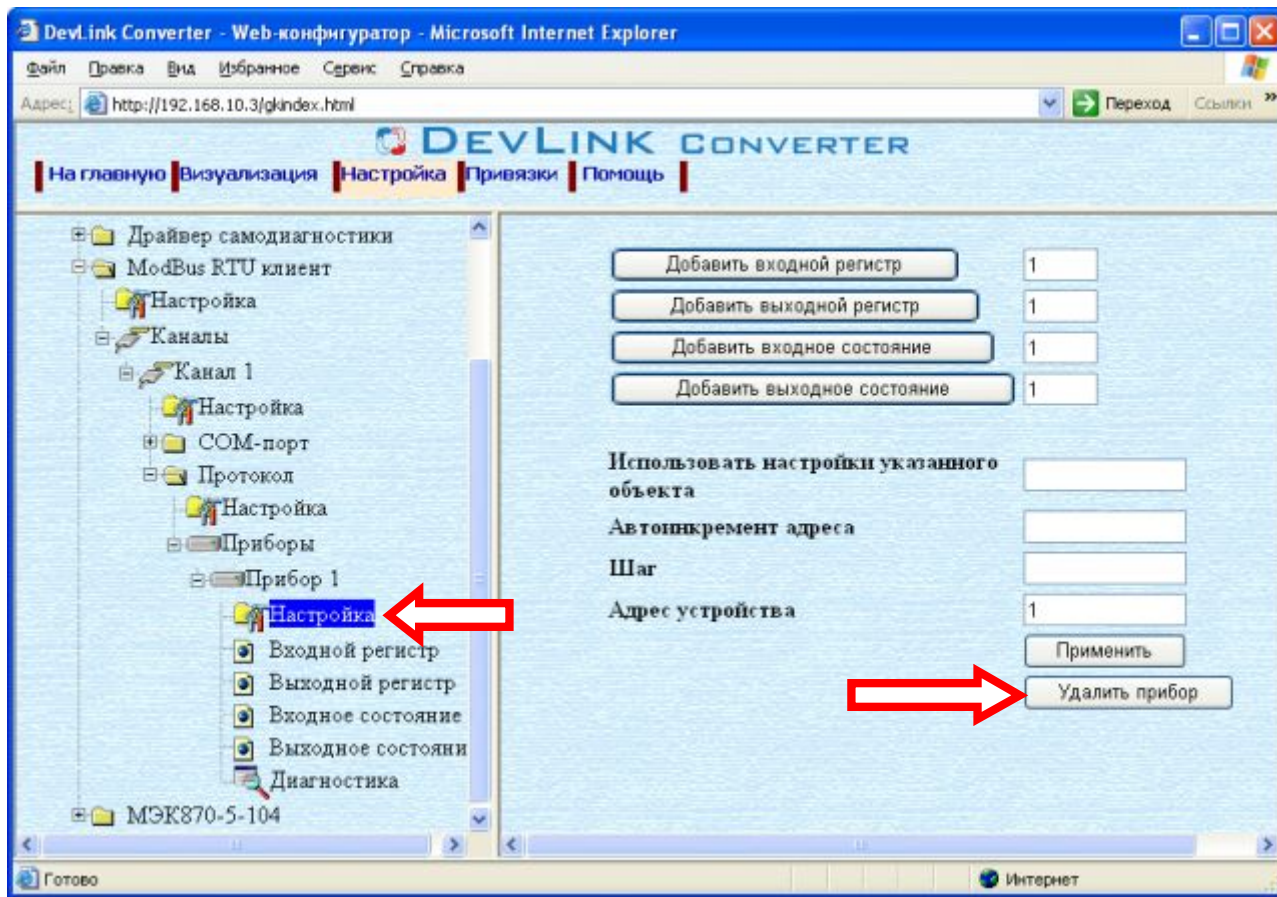 DevLink Converter - Web-конфигуратор - Microsoft Internet Explorer
Файл Правка Вид Избранное Сервис Справка
Адрес: http://192.168.10.3/gkindex.html Переход Ссылки »
DEVLINK CONVERTER
На главную Визуализация Настройка Привязки Помощь
Драйвер самодиагностики
ModBus RTU клиент
Настройка
Каналы
Канал 1
Настройка
COM-порт
Протокол
Настройка
Приборы
Прибор 1
Настройка
Входной регистр
Выходной регистр
Входное состояние
Выходное состояни
Диагностика
МЭК870-5-104
Добавить входной регистр 1
Добавить выходной регистр 1
Добавить входное состояние 1
Добавить выходное состояние 1
Использовать настройки указанного
объекта
Автоинкремент адреса
Шаг
Адрес устройства 1
Применить
Удалить прибор
Готово Интернет